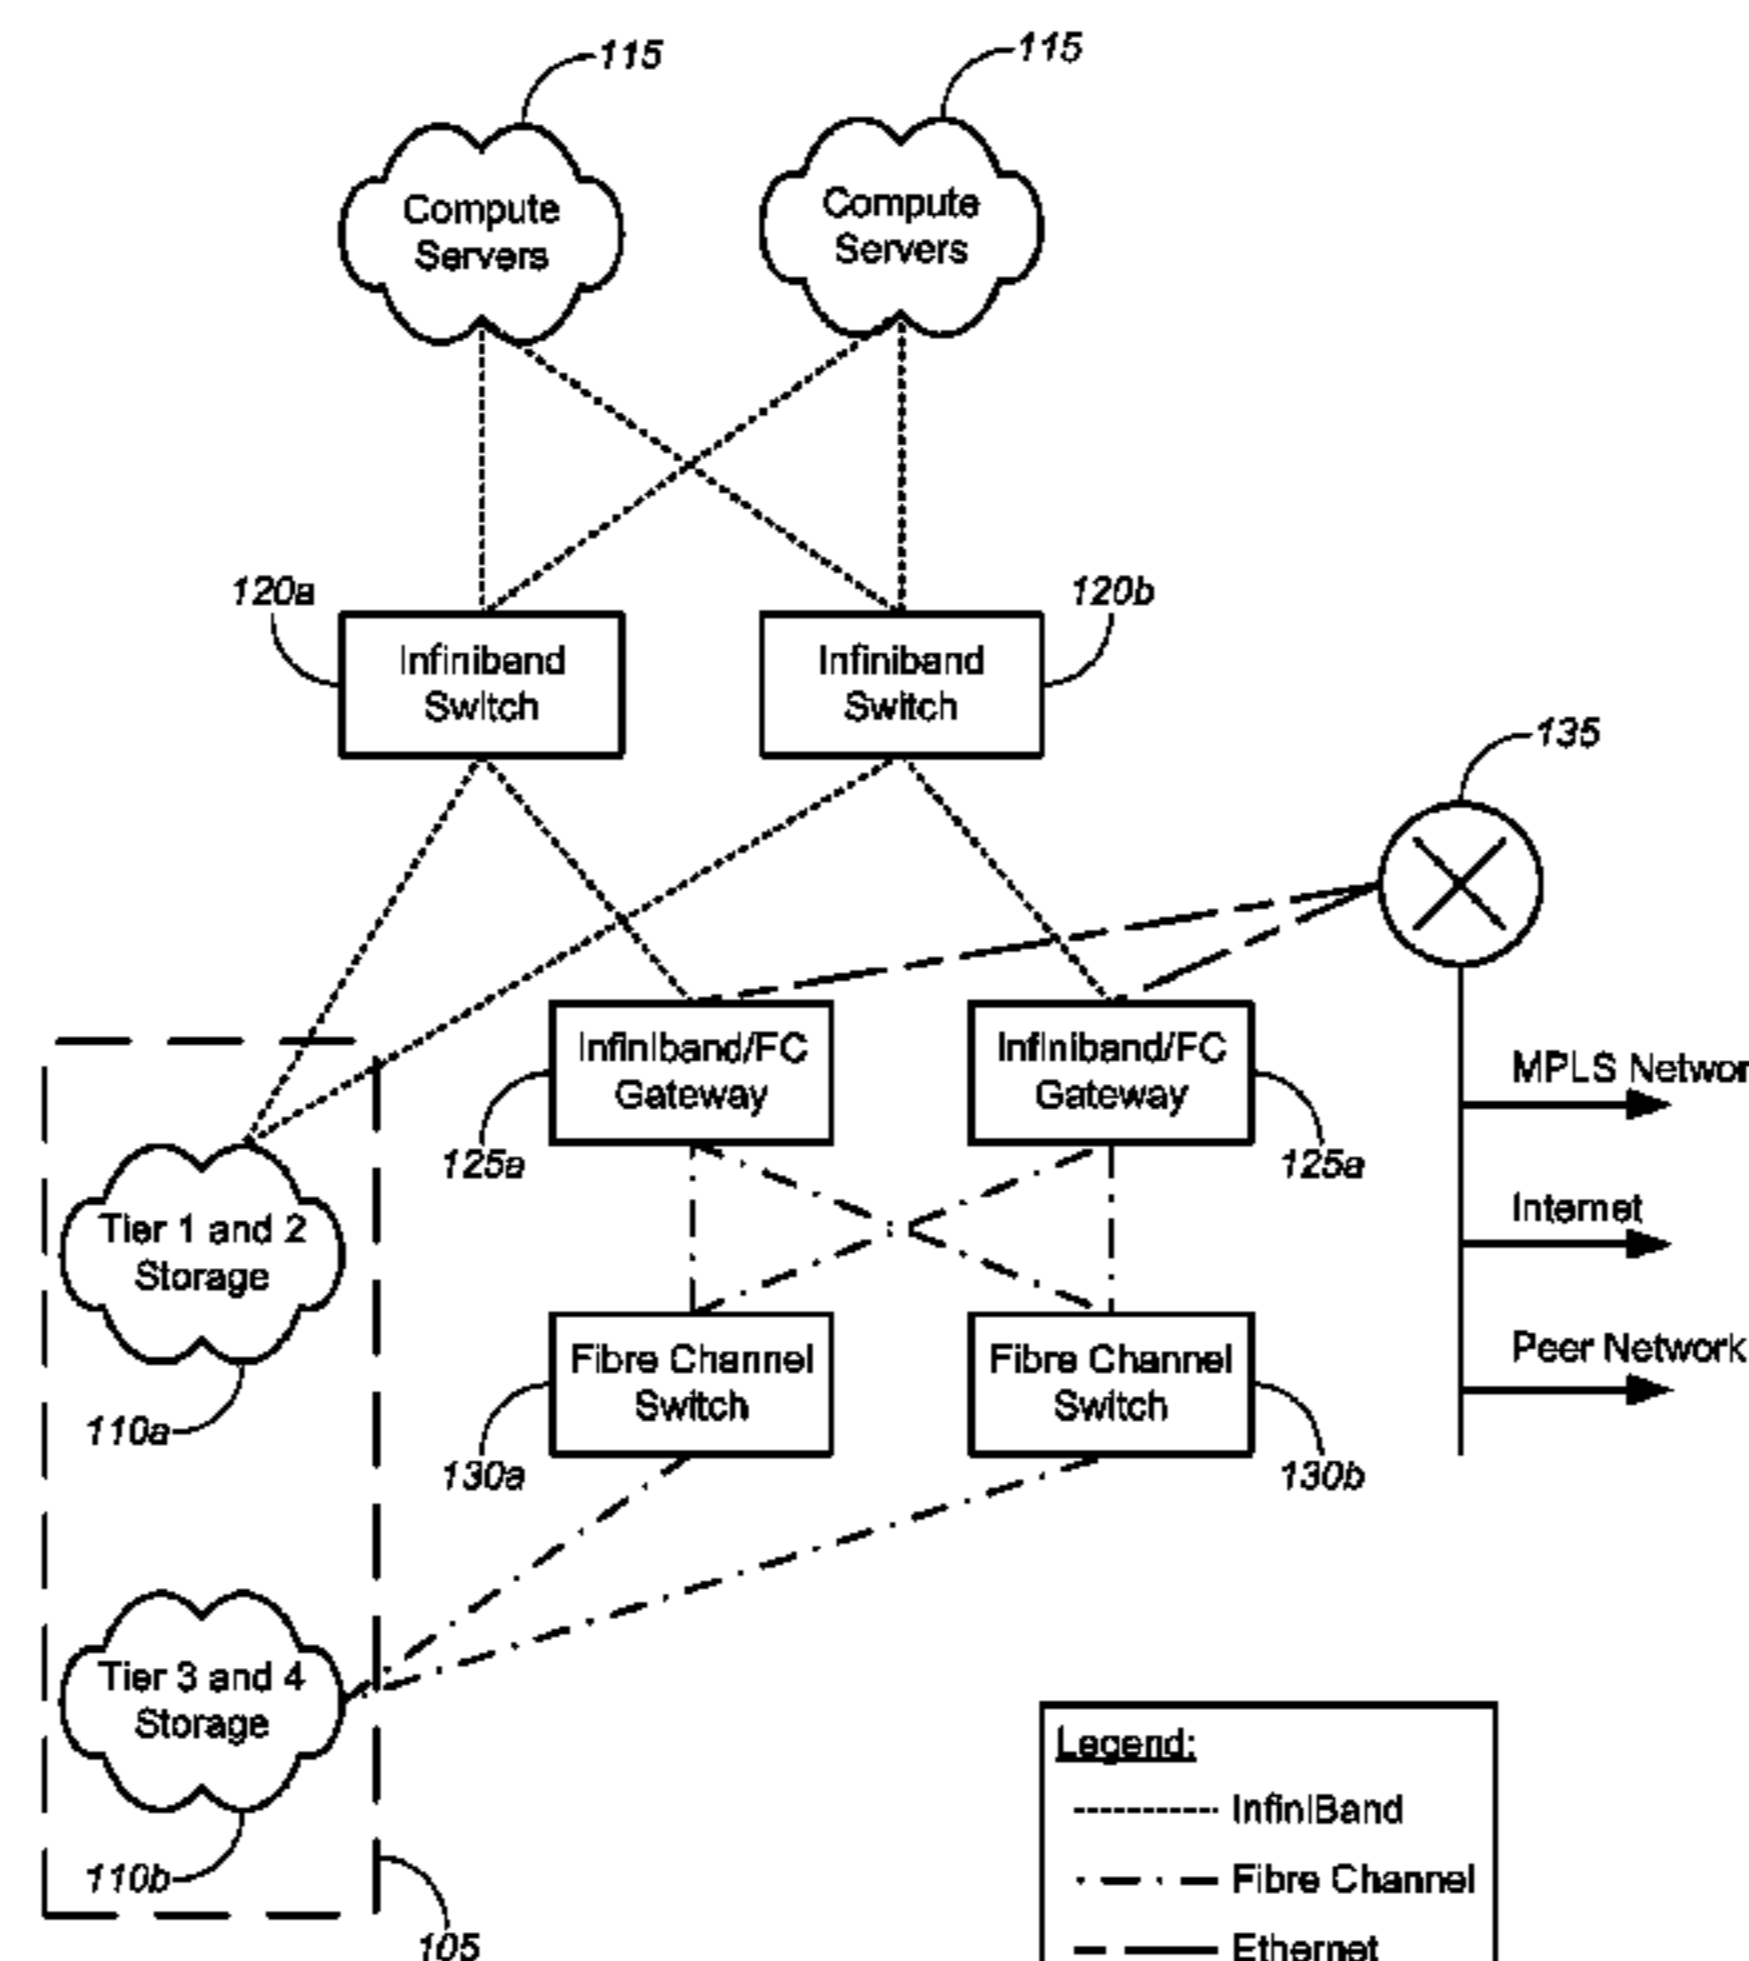 115
115
Compute
Servers
Compute
Servers
120a
120b
Infiniband
Switch
Infiniband
Switch
135
Infiniband/FC
Gateway
Infiniband/FC
Gateway
MPLS Networ
125a
125a
Tier 1 and 2
Storage
Internet
Fibre Channel
Switch
Fibre Channel
Switch
Peer Network
110a
130a
130b
Tier 3 and 4
Storage
Legend:
InfiniBand
110b
Fibre Channel
105
Ethernet